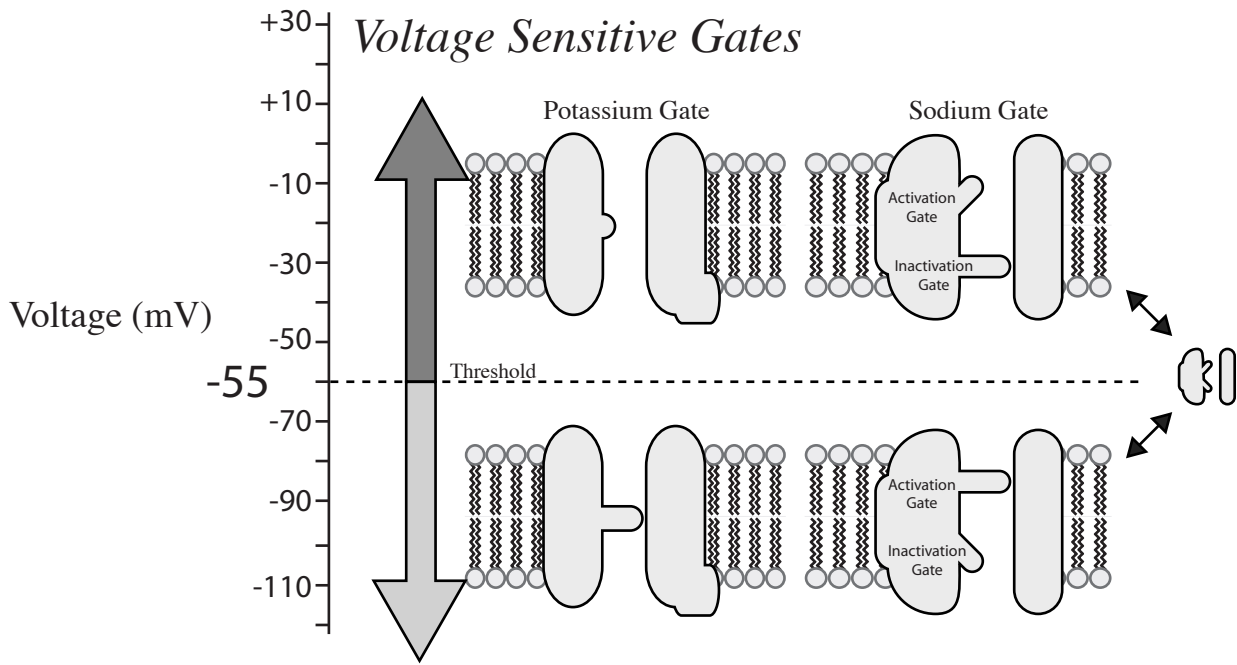 Voltage Sensitive Gates
+30
+10
-10
-30
-50
-55
-70
-90
-110
Voltage (mV)
Potassium Gate
Sodium Gate
Activation
Gate
Inactivation
Gate
Threshold
Activation
Gate
Inactivation
Gate